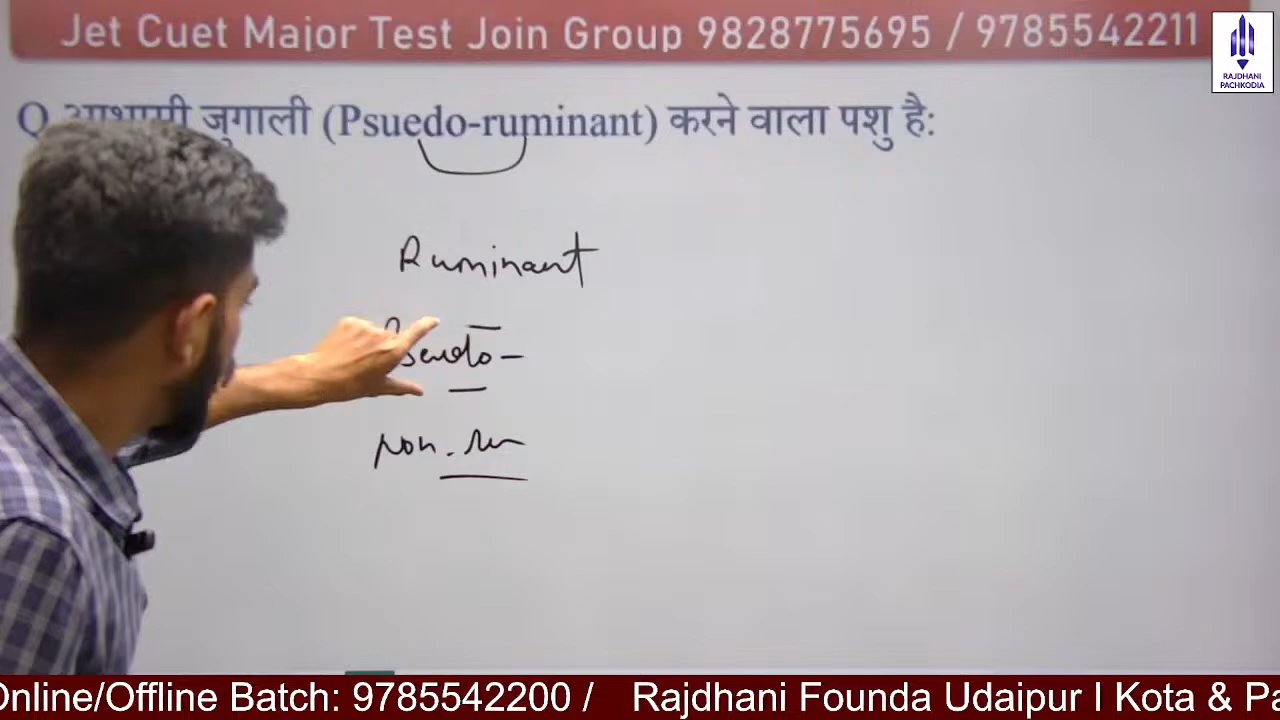 Jet Cuet Major Test Join Group 9828775695 / 9785542211
RAJDHANI
PACHKODIA
Q जुगाली (Psuedo-ruminant) करने वाला पशु है:
Ruminant
Non-ru
Online/Offline Batch: 9785542200 / Rajdhani Founda Udaipur I Kota & Pa